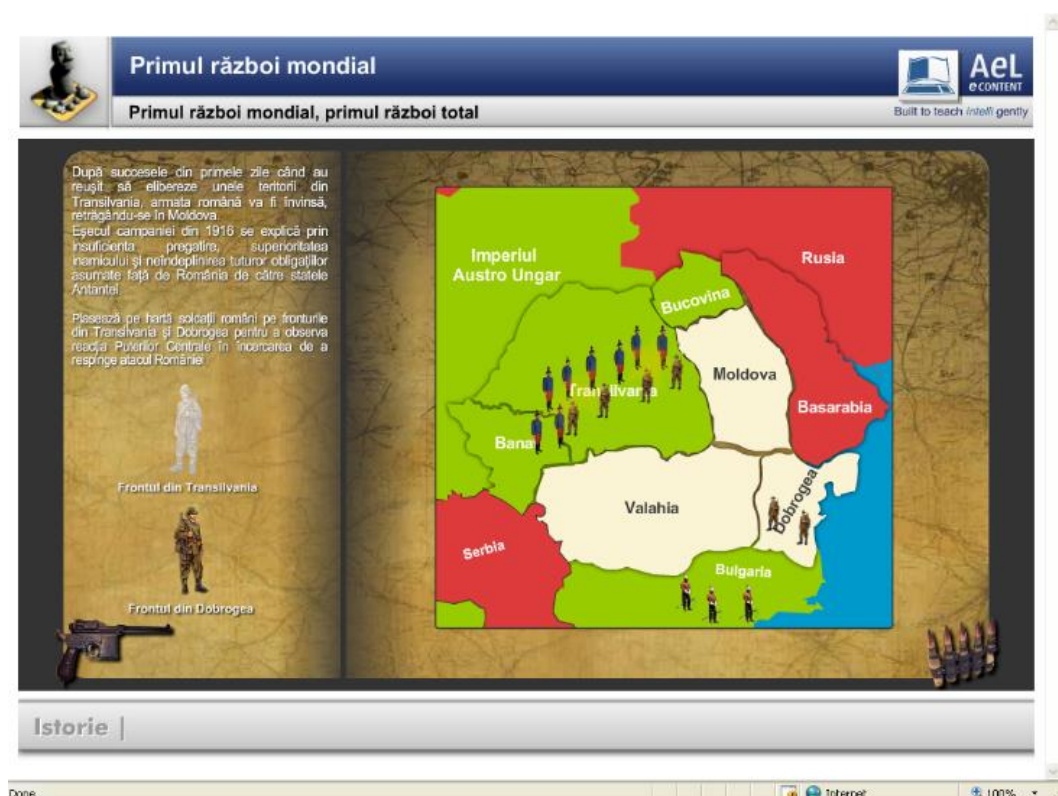 Primul război mondial
AeL
e CONTENT
Primul război mondial, primul război total
Built to teach intelligently
După succesele din primele zile când au
reușit să elibereze unele teritorii din
Transilvania, armata română va fi învinsă,
retrăgându-se în Moldova.
Eșecul campaniei din 1916 se explică prin
insuficienta pregatire, superioritatea
inamicului și neîndeplinirea tuturor obligațiilor
asumate față de România de către statele
Antantei.
Plasează pe hartă soldații români pe fronturile
din Transilvania și Dobrogea pentru a observa
reacția Puterilor Centrale în încercarea de a
respinge atacul României.
Frontul din Transilvania
Frontul din Dobrogea
Imperiul
Austro Ungar
Rusia
Bucovina
Moldova
Transilvania
Basarabia
Banat
Valahia
Dobrogea
Serbia
Bulgaria
Istorie |
Done
Internet
100%